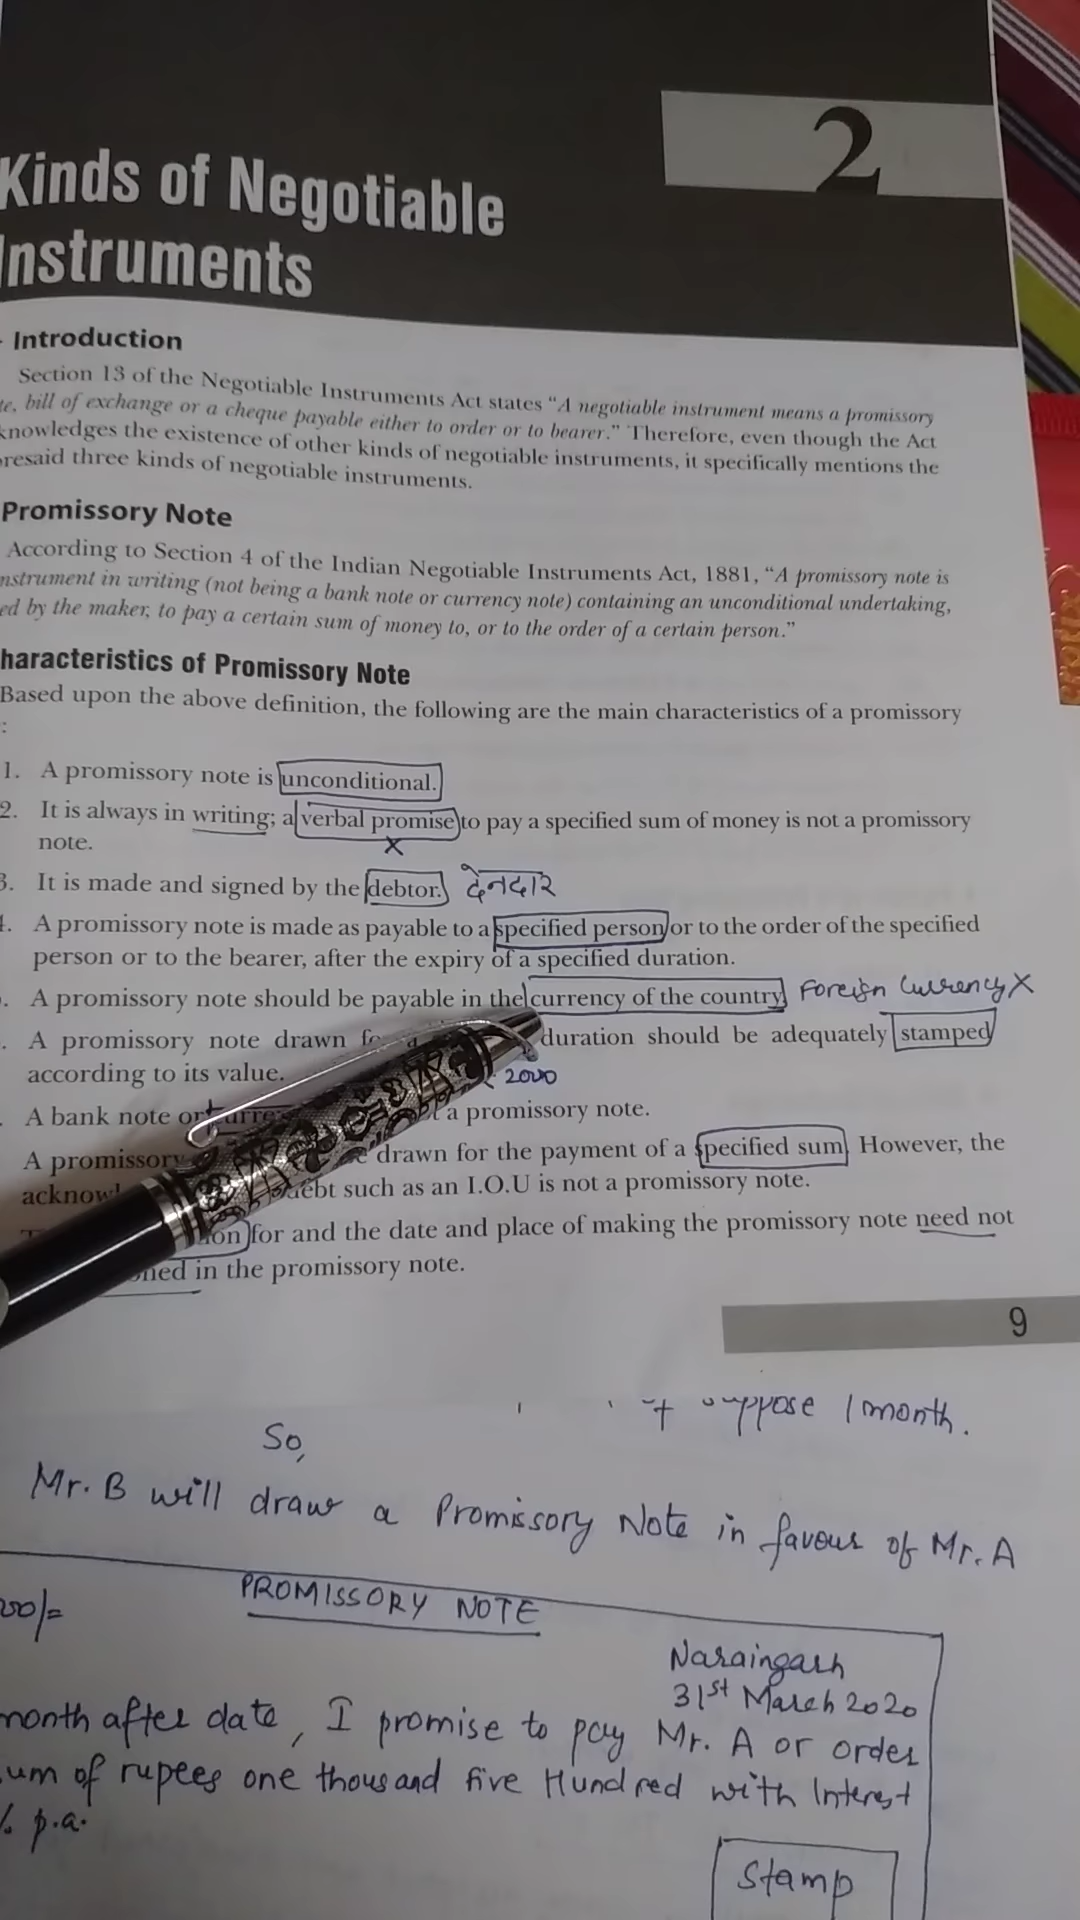 2
Kinds of Negotiable
Instruments
Introduction
Section 13 of the Negotiable Instruments Act states “A negotiable instrument means a promissory
te, bill of exchange or a cheque payable either to order or to bearer.” Therefore, even though the Act
knowledges the existence of other kinds of negotiable instruments, it specifically mentions the
oresaid three kinds of negotiable instruments.
Promissory Note
According to Section 4 of the Indian Negotiable Instruments Act, 1881, “A promissory note is
nstrument in writing (not being a bank note or currency note) containing an unconditional undertaking,
ed by the maker, to pay a certain sum of money to, or to the order of a certain person.”
haracteristics of Promissory Note
Based upon the above definition, the following are the main characteristics of a promissory
:
1. A promissory note is unconditional.
2. It is always in writing; a verbal promise to pay a specified sum of money is not a promissory
note. X
3. It is made and signed by the debtor. देनदार
4. A promissory note is made as payable to a specified person or to the order of the specified
person or to the bearer, after the expiry of a specified duration.
. A promissory note should be payable in the currency of the country Foreign Currency X
. A promissory note drawn duration should be adequately stamped
according to its value. 2000
. A bank note or a promissory note.
A promissory drawn for the payment of a specified sum. However, the
acknowl debt such as an I.O.U is not a promissory note.
for and the date and place of making the promissory note need not
in the promissory note.
9
suppose 1 month.
So,
Mr. B will draw a Promissory Note in favour of Mr. A
PROMISSORY NOTE
00/=
Naraingarh
31st March 2020
month after date, I promise to pay Mr. A or order
um of rupees one thousand five Hundred with Interest
% p.a.
Stamp